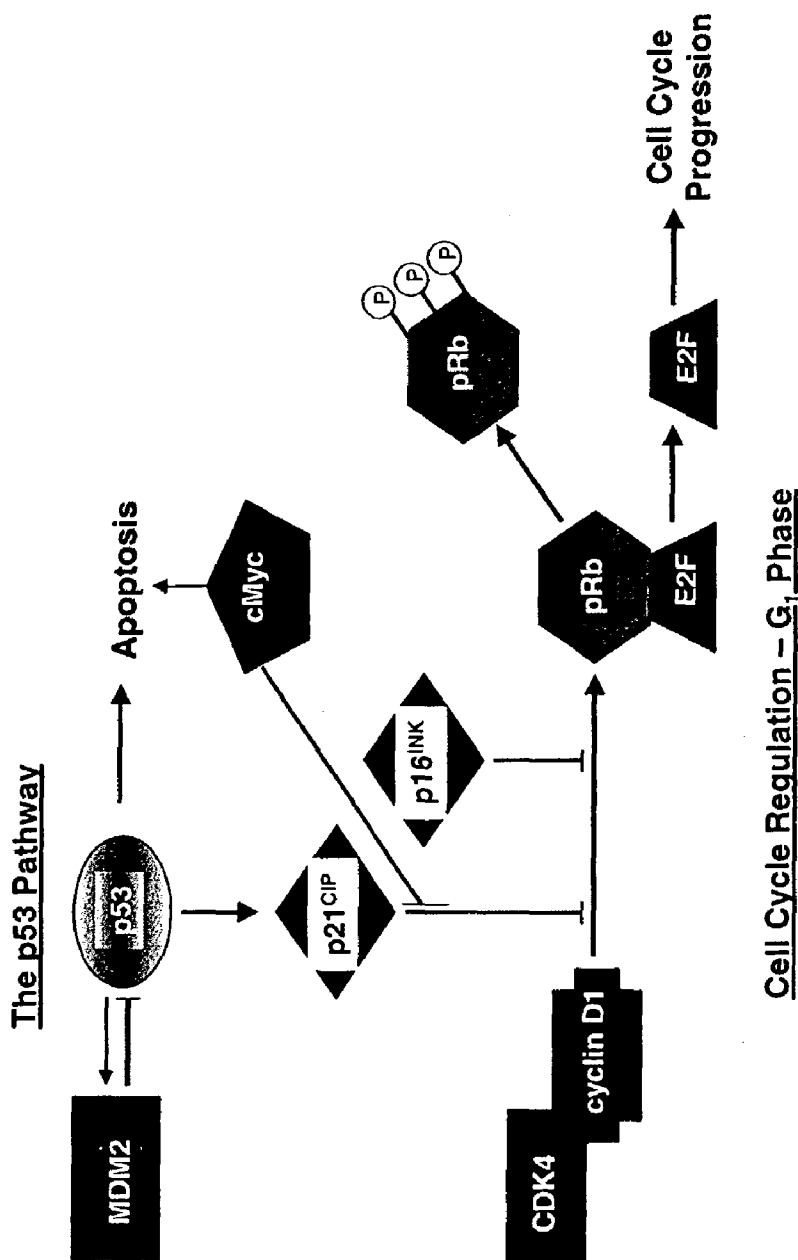 The p53 Pathway
MDM2
p53
Apoptosis
p21CIP
cMyc
p16INK
CDK4
cyclin D1
pRb
E2F
pRb
P
P
P
E2F
Cell Cycle
Progression
Cell Cycle Regulation – G₁ Phase